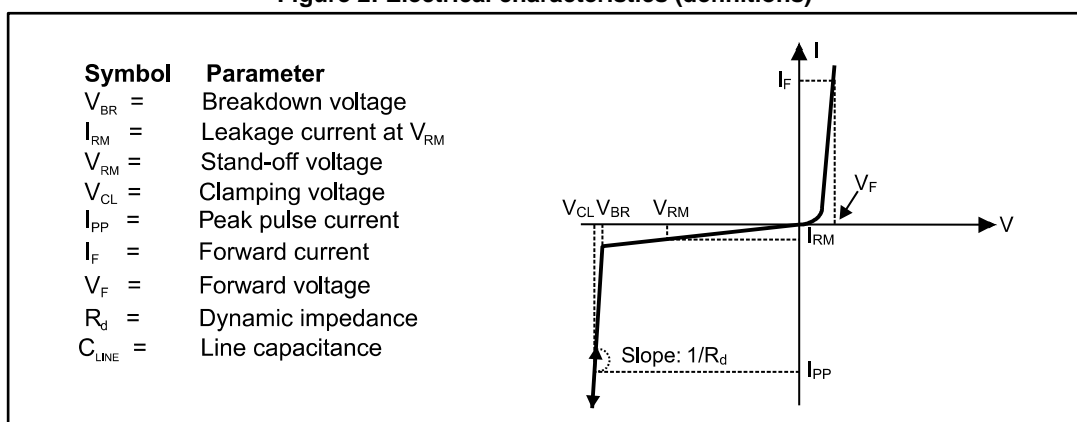 Figure 2. Electrical characteristics (definitions)
Symbol Parameter
V_BR = Breakdown voltage
I_RM = Leakage current at V_RM
V_RM = Stand-off voltage
V_CL = Clamping voltage
I_PP = Peak pulse current
I_F = Forward current
V_F = Forward voltage
R_d = Dynamic impedance
C_LINE = Line capacitance
I
I_F
V_F
V_CL V_BR V_RM
V
I_RM
Slope: 1/R_d
I_PP